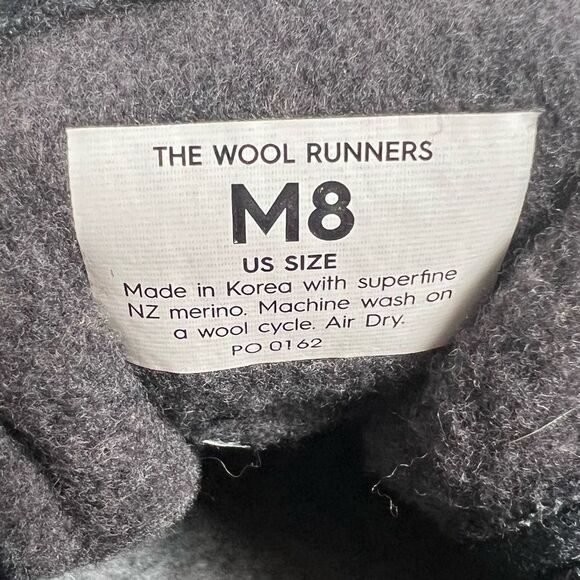 THE WOOL RUNNERS
M8
US SIZE
Made in Korea with superfine
NZ merino. Machine wash on
a wool cycle. Air Dry.
PO 0162